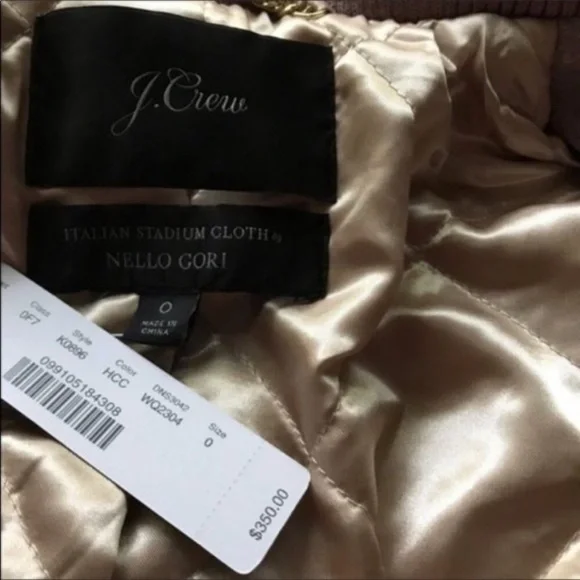 J.Crew
ITALIAN STADIUM CLOTH by
NELLO GORI
0
MADE IN
CHINA
Class Style Color DNS3042 Size
0F7 K0896 HCC WQ2304 0
099105184308
$350.00